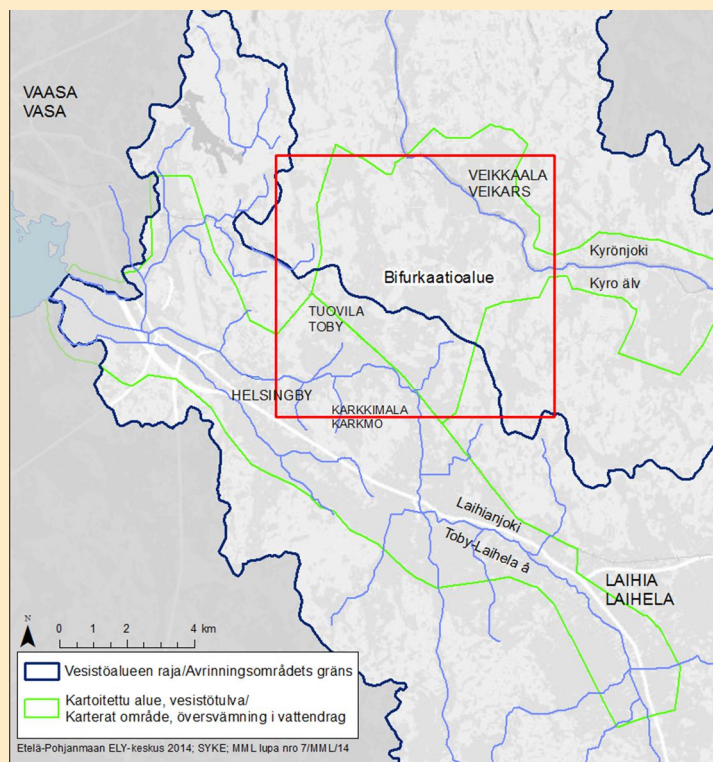 VAASA
VASA
VEIKKAALA
VEIKARS
Kyrönjoki
Kyro älv
Bifurkaatioalue
TUOVILA
TOBY
HELSINGBY
KARKKIMALA
KARKMO
Laihianjoki
Toby-Laihela å
LAIHIA
LAIHELA
N
0 1 2 4 km
Vesistöalueen raja/Avrinningsområdets gräns
Kartoitettu alue, vesistötulva/
Karterat område, översvämning i vattendrag
Etelä-Pohjanmaan ELY-keskus 2014; SYKE; MML lupa nro 7/MML/14